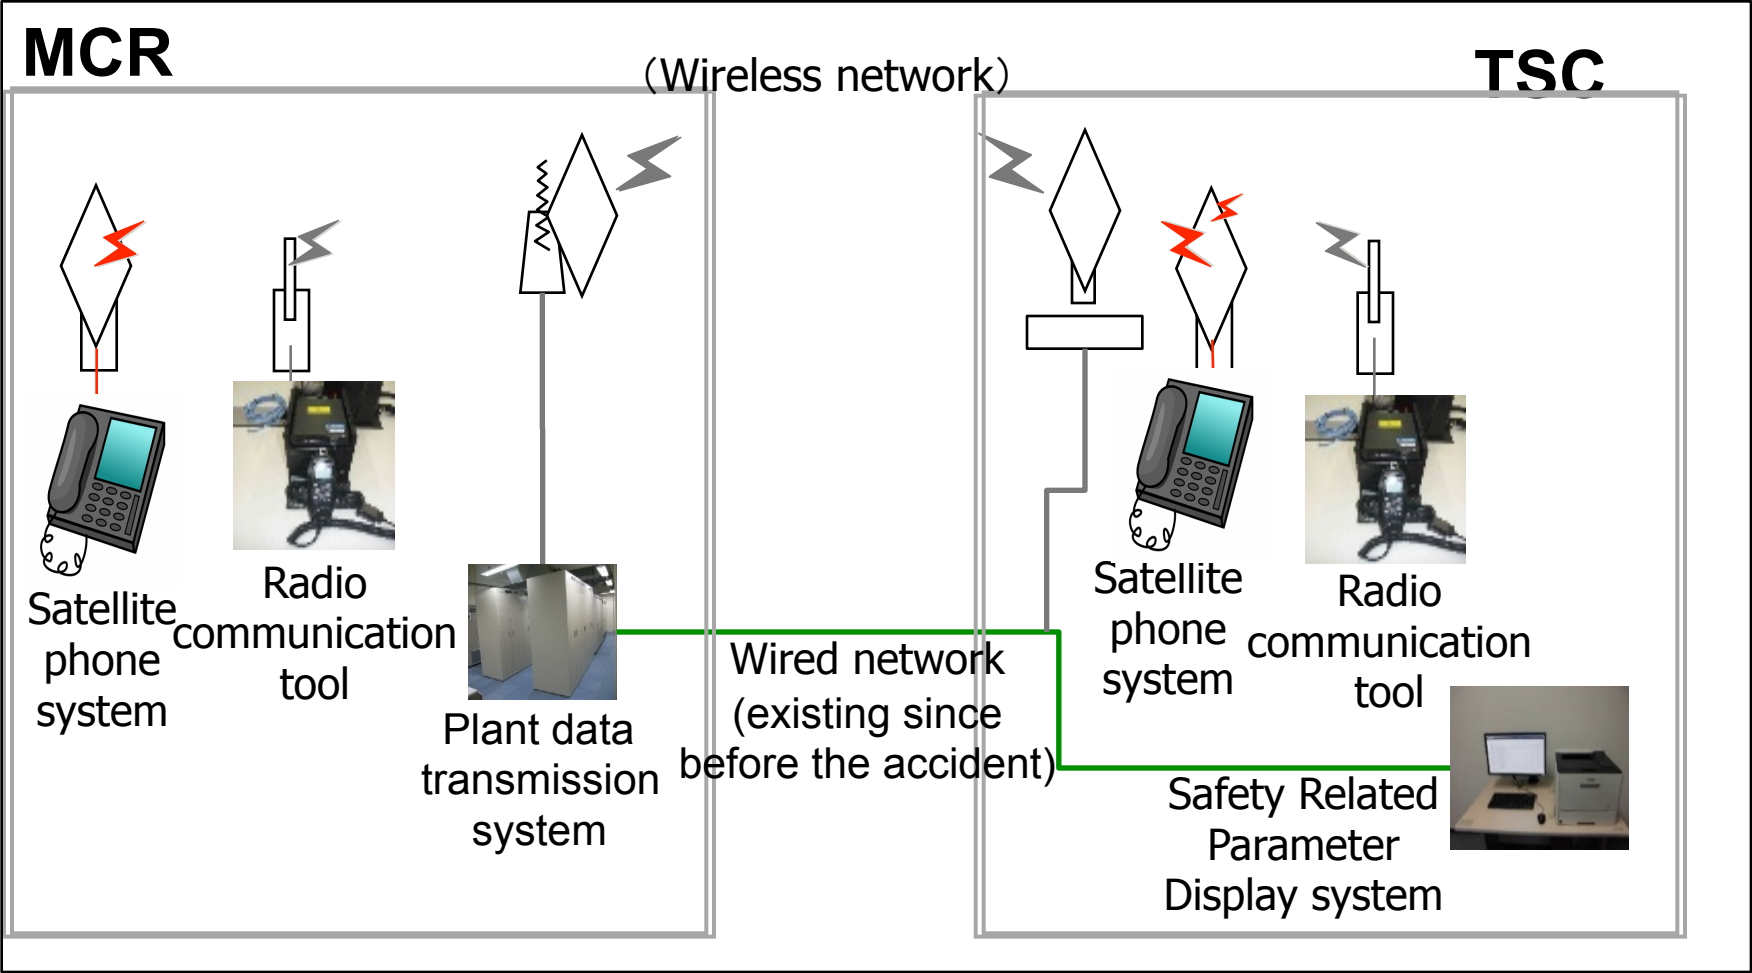 MCR
（Wireless network）
TSC
Satellite
phone
system
Radio
communication
tool
Plant data
transmission
system
Wired network
(existing since
before the accident)
Satellite
phone
system
Radio
communication
tool
Safety Related
Parameter
Display system